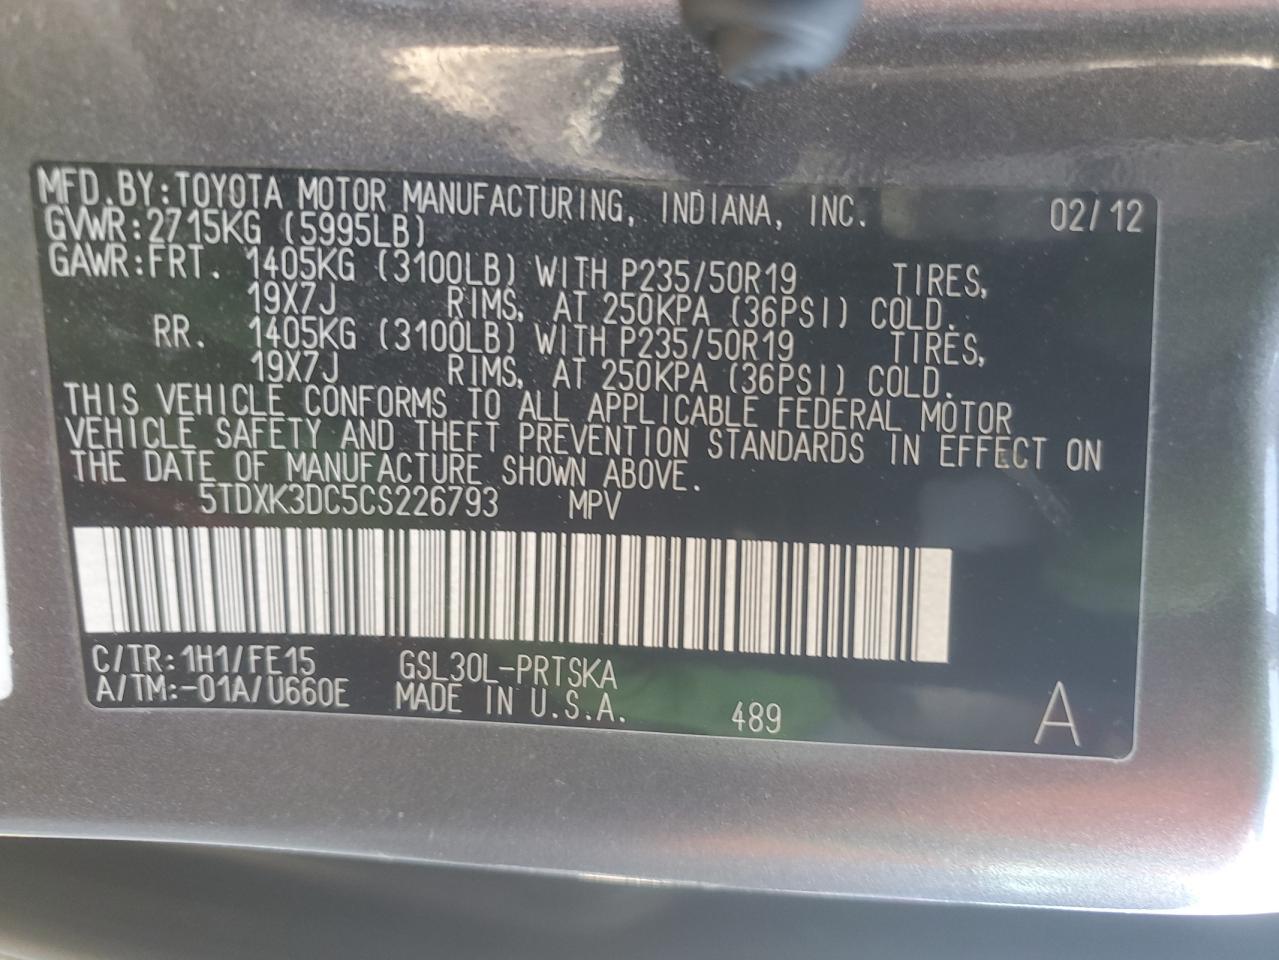 MFD.BY:TOYOTA MOTOR MANUFACTURING, INDIANA, INC. 02/12
GVWR:2715KG (5995LB)
GAWR:FRT. 1405KG (3100LB) WITH P235/50R19 TIRES,
19X7J RIMS, AT 250KPA (36PSI) COLD.
RR. 1405KG (3100LB) WITH P235/50R19 TIRES,
19X7J RIMS, AT 250KPA (36PSI) COLD.
THIS VEHICLE CONFORMS TO ALL APPLICABLE FEDERAL MOTOR
VEHICLE SAFETY AND THEFT PREVENTION STANDARDS IN EFFECT ON
THE DATE OF MANUFACTURE SHOWN ABOVE.
5TDXK3DC5CS226793 MPV
C/TR:1H1/FE15 GSL30L-PRTSKA
A/TM:-01A/U660E MADE IN U.S.A. 489 A